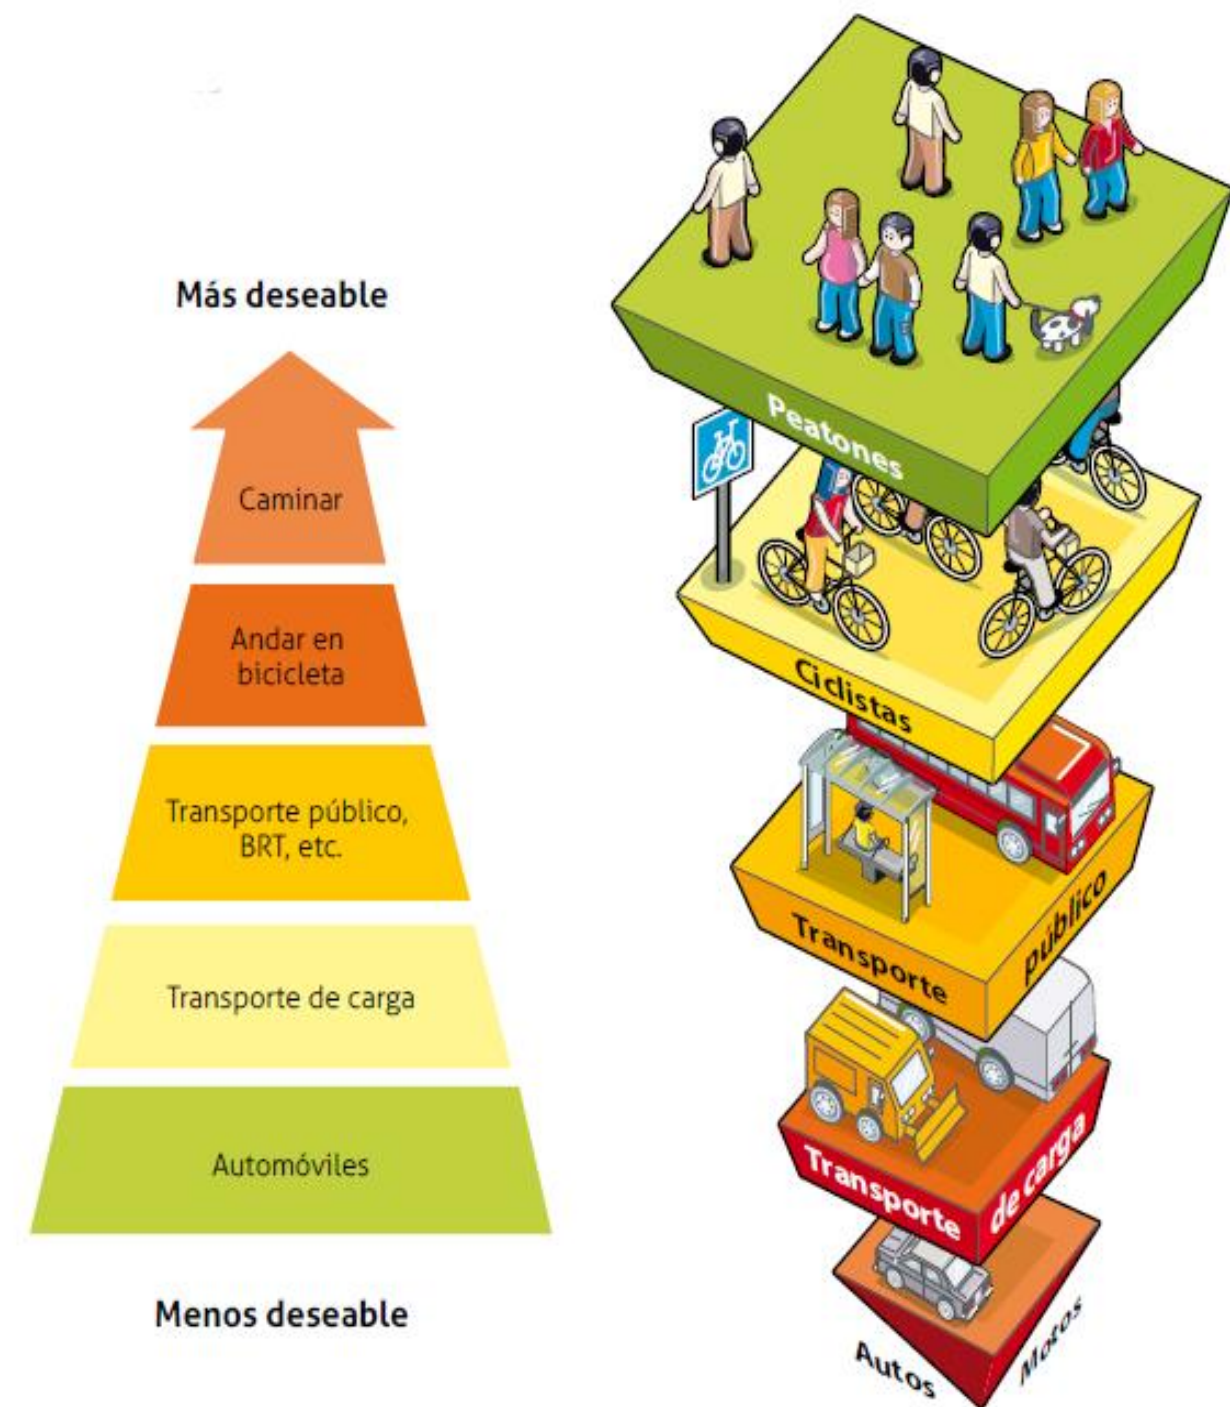 Más deseable
Caminar
Andar en
bicicleta
Transporte público,
BRT, etc.
Transporte de carga
Automóviles
Menos deseable
Peatones
Ciclistas
Transporte público
Transporte de carga
Autos Motos